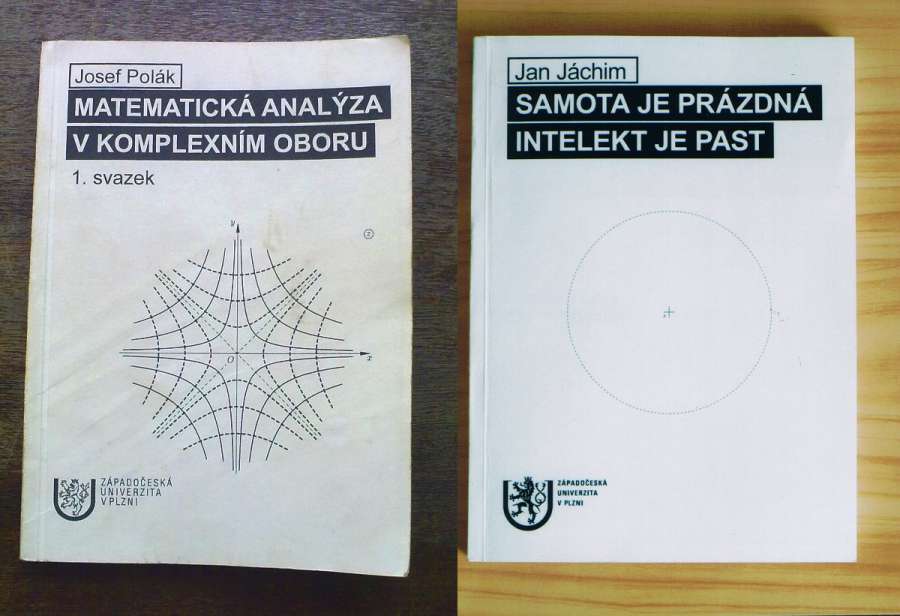 Josef Polák
MATEMATICKÁ ANALÝZA
V KOMPLEXNÍM OBORU
1. svazek
y
z
O
x
ZÁPADOČESKÁ
UNIVERZITA
V PLZNI
Jan Jáchim
SAMOTA JE PRÁZDNÁ
INTELEKT JE PAST
ZÁPADOČESKÁ
UNIVERZITA
V PLZNI